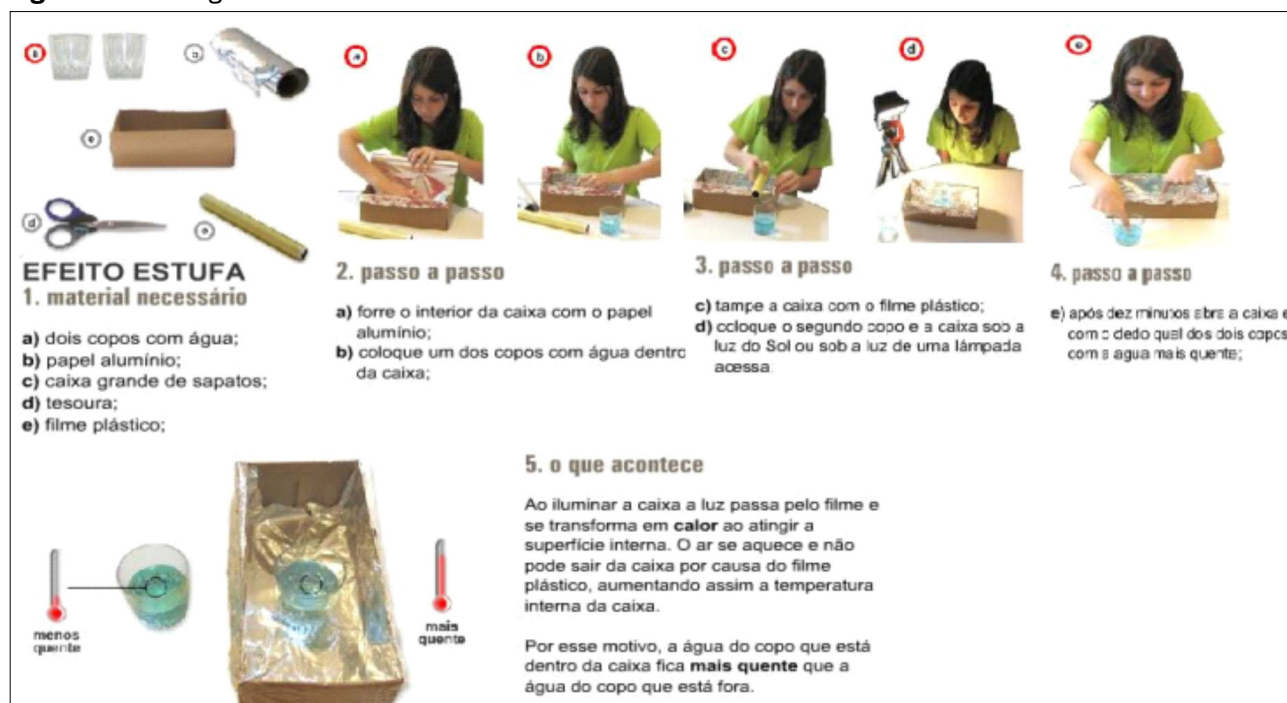 EFEITO ESTUFA
1. material necessário
a) dois copos com água;
b) papel alumínio;
c) caixa grande de sapatos;
d) tesoura;
e) filme plástico;
a
b
2. passo a passo
a) forre o interior da caixa com o papel
alumínio;
b) coloque um dos copos com água dentro
da caixa;
c
d
3. passo a passo
c) tampe a caixa com o filme plástico;
d) coloque o segundo copo e a caixa sob a
luz do Sol ou sob a luz de uma lâmpada
acessa.
e
4. passo a passo
e) após dez minutos abra a caixa e
com o dedo qual dos dois copos
com a agua mais quente;
menos
quente
mais
quente
5. o que acontece
Ao iluminar a caixa a luz passa pelo filme e
se transforma em calor ao atingir a
superfície interna. O ar se aquece e não
pode sair da caixa por causa do filme
plástico, aumentando assim a temperatura
interna da caixa.
Por esse motivo, a água do copo que está
dentro da caixa fica mais quente que a
água do copo que está fora.